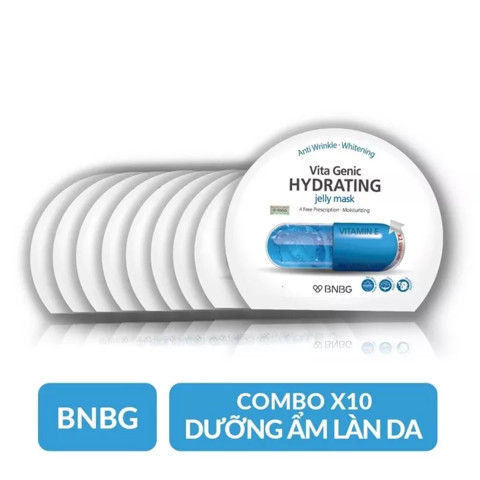 Anti Wrinkle · Whitening
Vita Genic
HYDRATING
jelly mask
4 Free Prescription · Moisturizing
VITAMIN E
BNBG
BNBG
COMBO X10
DƯỠNG ẨM LÀN DA